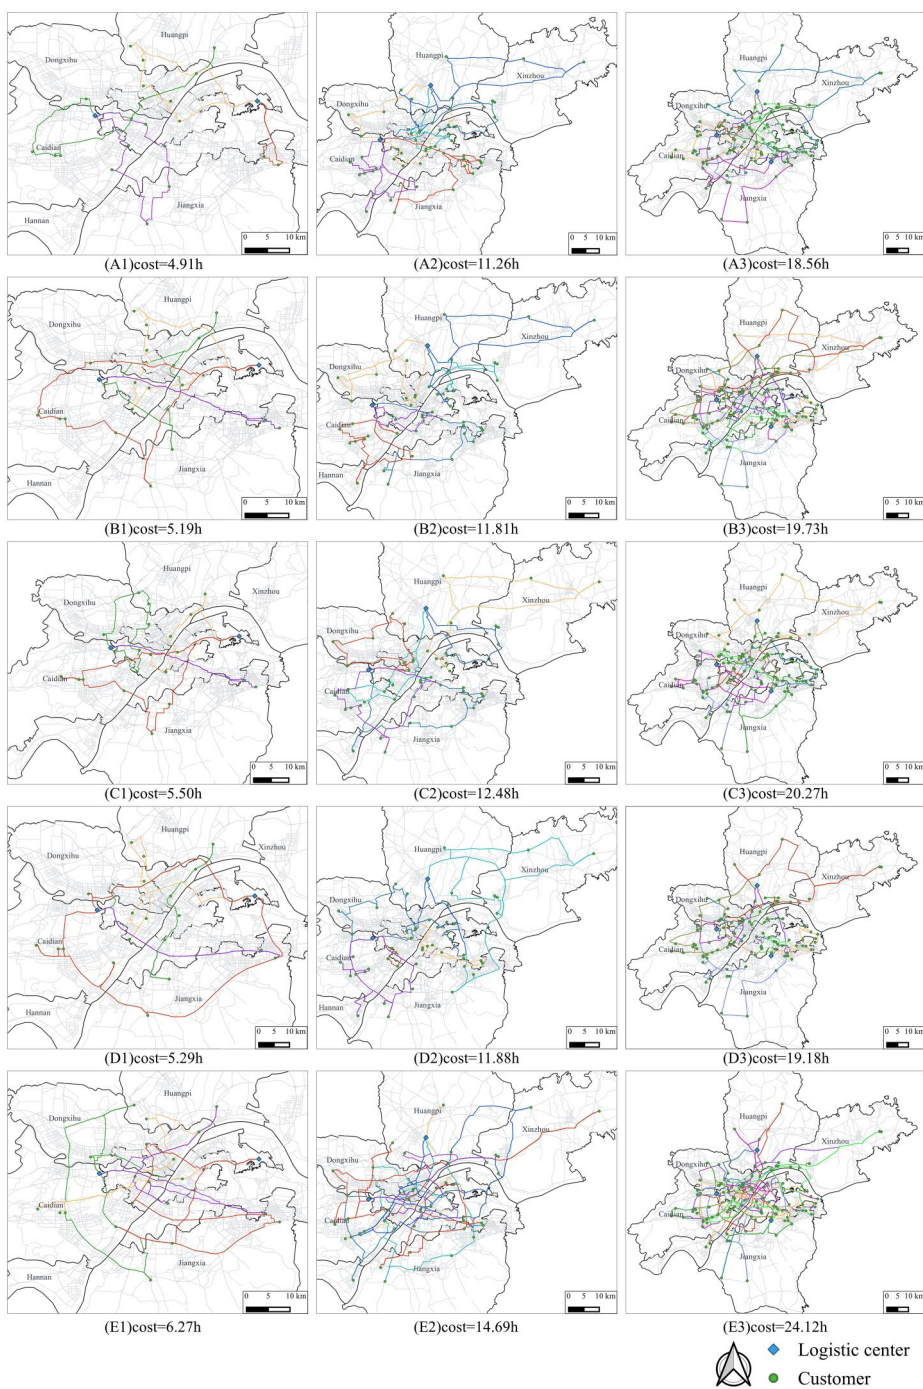 Huangpi
Dongxihu
Caidian
Jiangxia
Hannan
0 5 10 km
(A1)cost=4.91h
Huangpi
Xinzhou
Dongxihu
Caidian
Jiangxia
0 5 10 km
(A2)cost=11.26h
Huangpi
Xinzhou
Dongxihu
Caidian
Jiangxia
0 5 10 km
(A3)cost=18.56h
Huangpi
Dongxihu
Caidian
Jiangxia
Hannan
0 5 10 km
(B1)cost=5.19h
Huangpi
Xinzhou
Dongxihu
Caidian
Hannan
Jiangxia
0 5 10 km
(B2)cost=11.81h
Huangpi
Xinzhou
Dongxihu
Caidian
Jiangxia
0 5 10 km
(B3)cost=19.73h
Huangpi
Xinzhou
Dongxihu
Caidian
Jiangxia
0 5 10 km
(C1)cost=5.50h
Huangpi
Xinzhou
Dongxihu
Caidian
Jiangxia
0 5 10 km
(C2)cost=12.48h
Huangpi
Xinzhou
Dongxihu
Caidian
Jiangxia
0 5 10 km
(C3)cost=20.27h
Huangpi
Xinzhou
Dongxihu
Caidian
Jiangxia
Hannan
0 5 10 km
(D1)cost=5.29h
Huangpi
Xinzhou
Dongxihu
Caidian
Hannan
Jiangxia
0 5 10 km
(D2)cost=11.88h
Huangpi
Xinzhou
Dongxihu
Caidian
Jiangxia
0 5 10 km
(D3)cost=19.18h
Huangpi
Dongxihu
Caidian
Jiangxia
Hannan
0 5 10 km
(E1)cost=6.27h
Huangpi
Xinzhou
Dongxihu
Caidian
Jiangxia
0 5 10 km
(E2)cost=14.69h
Huangpi
Xinzhou
Dongxihu
Caidian
Jiangxia
0 5 10 km
(E3)cost=24.12h
Logistic center
Customer